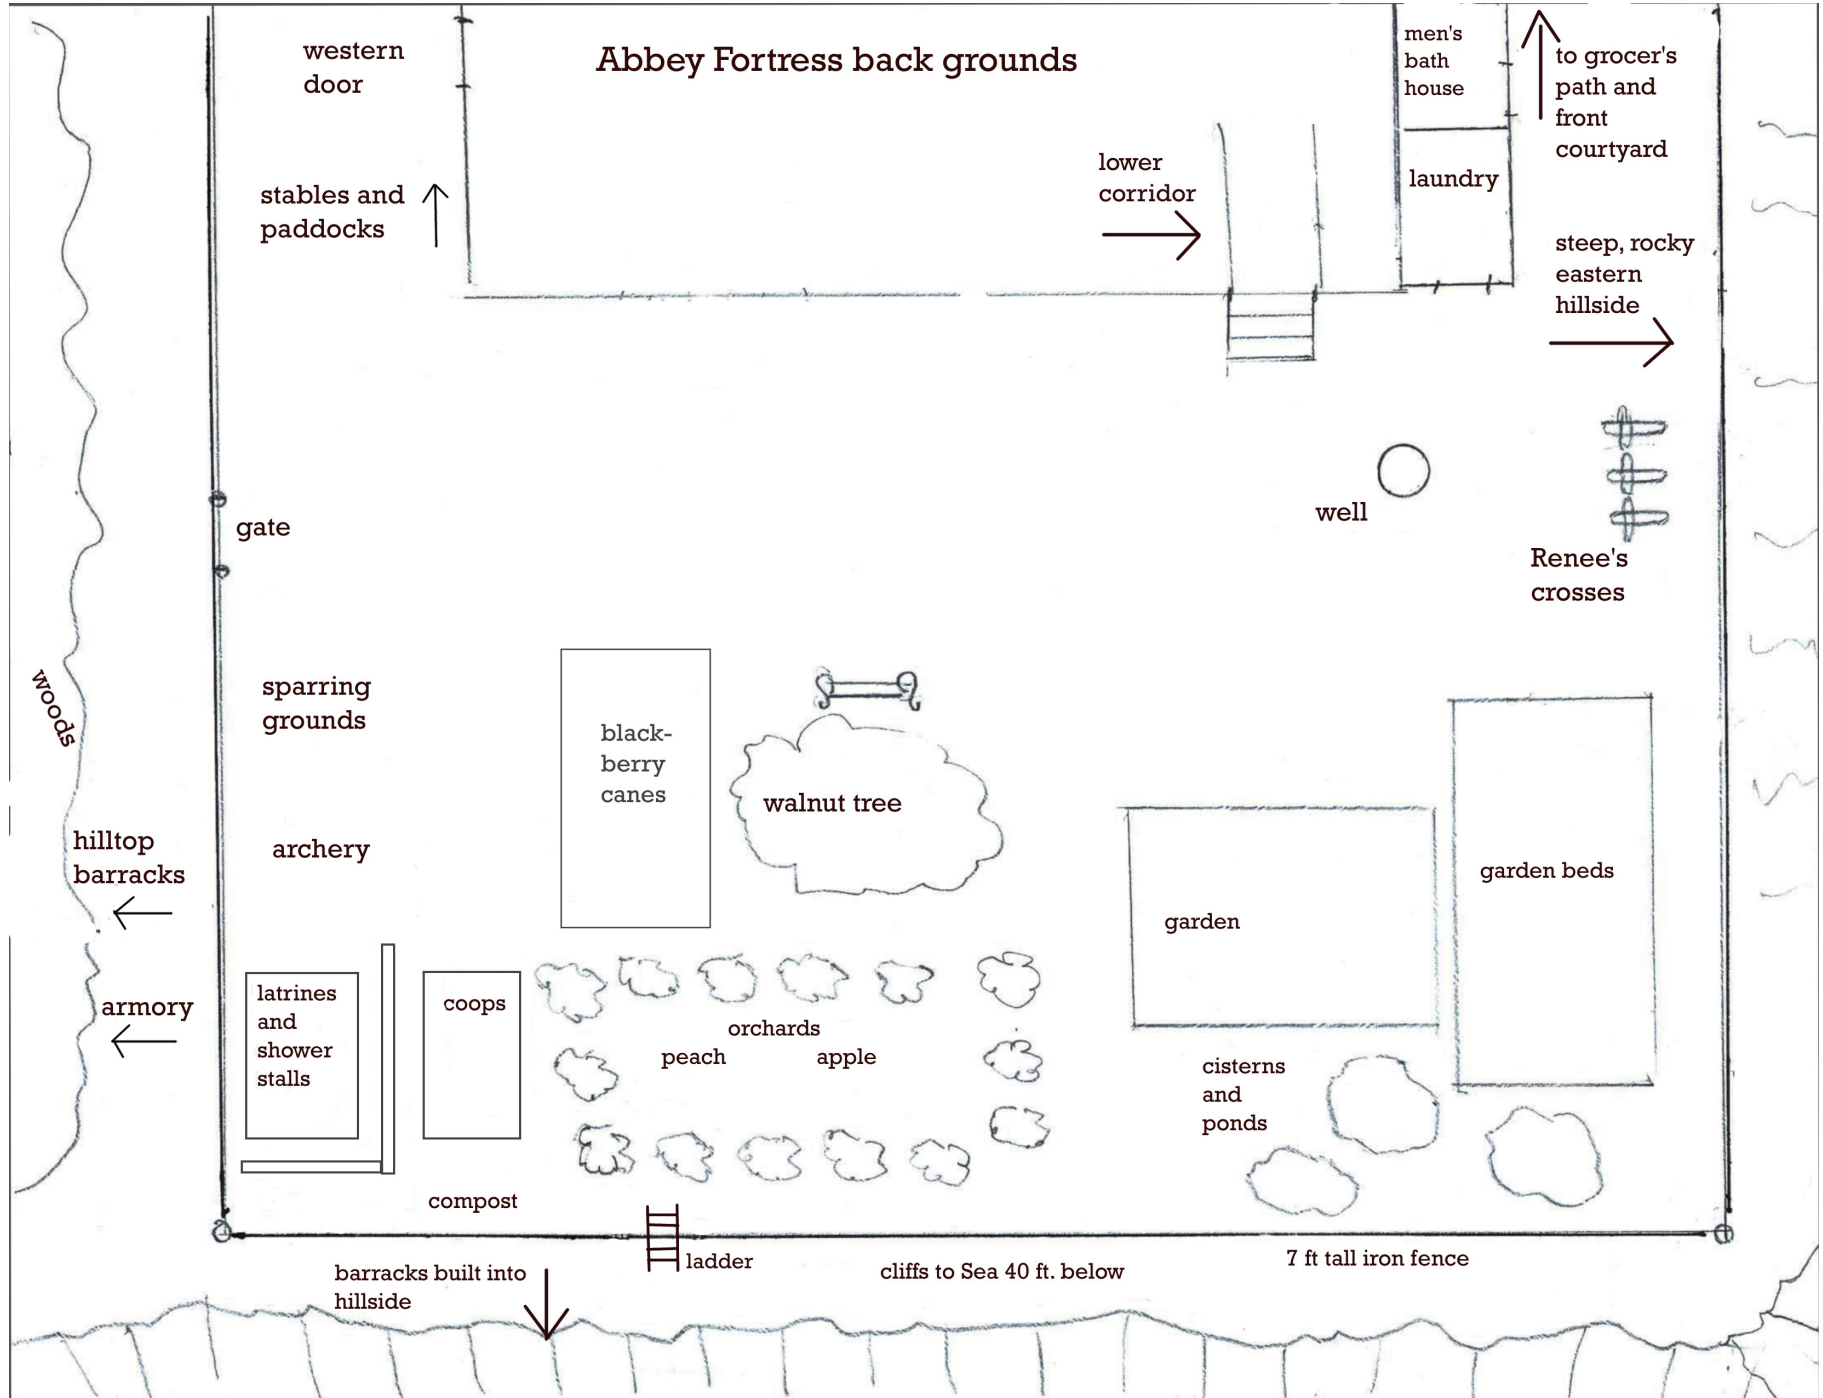 western
door
Abbey Fortress back grounds
men's
bath
house
to grocer's
path and
front
courtyard
stables and
paddocks
lower
corridor
laundry
steep, rocky
eastern
hillside
gate
well
Renee's
crosses
woods
sparring
grounds
black-
berry
canes
walnut tree
hilltop
barracks
archery
garden
garden beds
armory
latrines
and
shower
stalls
coops
orchards
peach
apple
cisterns
and
ponds
compost
ladder
barracks built into
hillside
cliffs to Sea 40 ft. below
7 ft tall iron fence